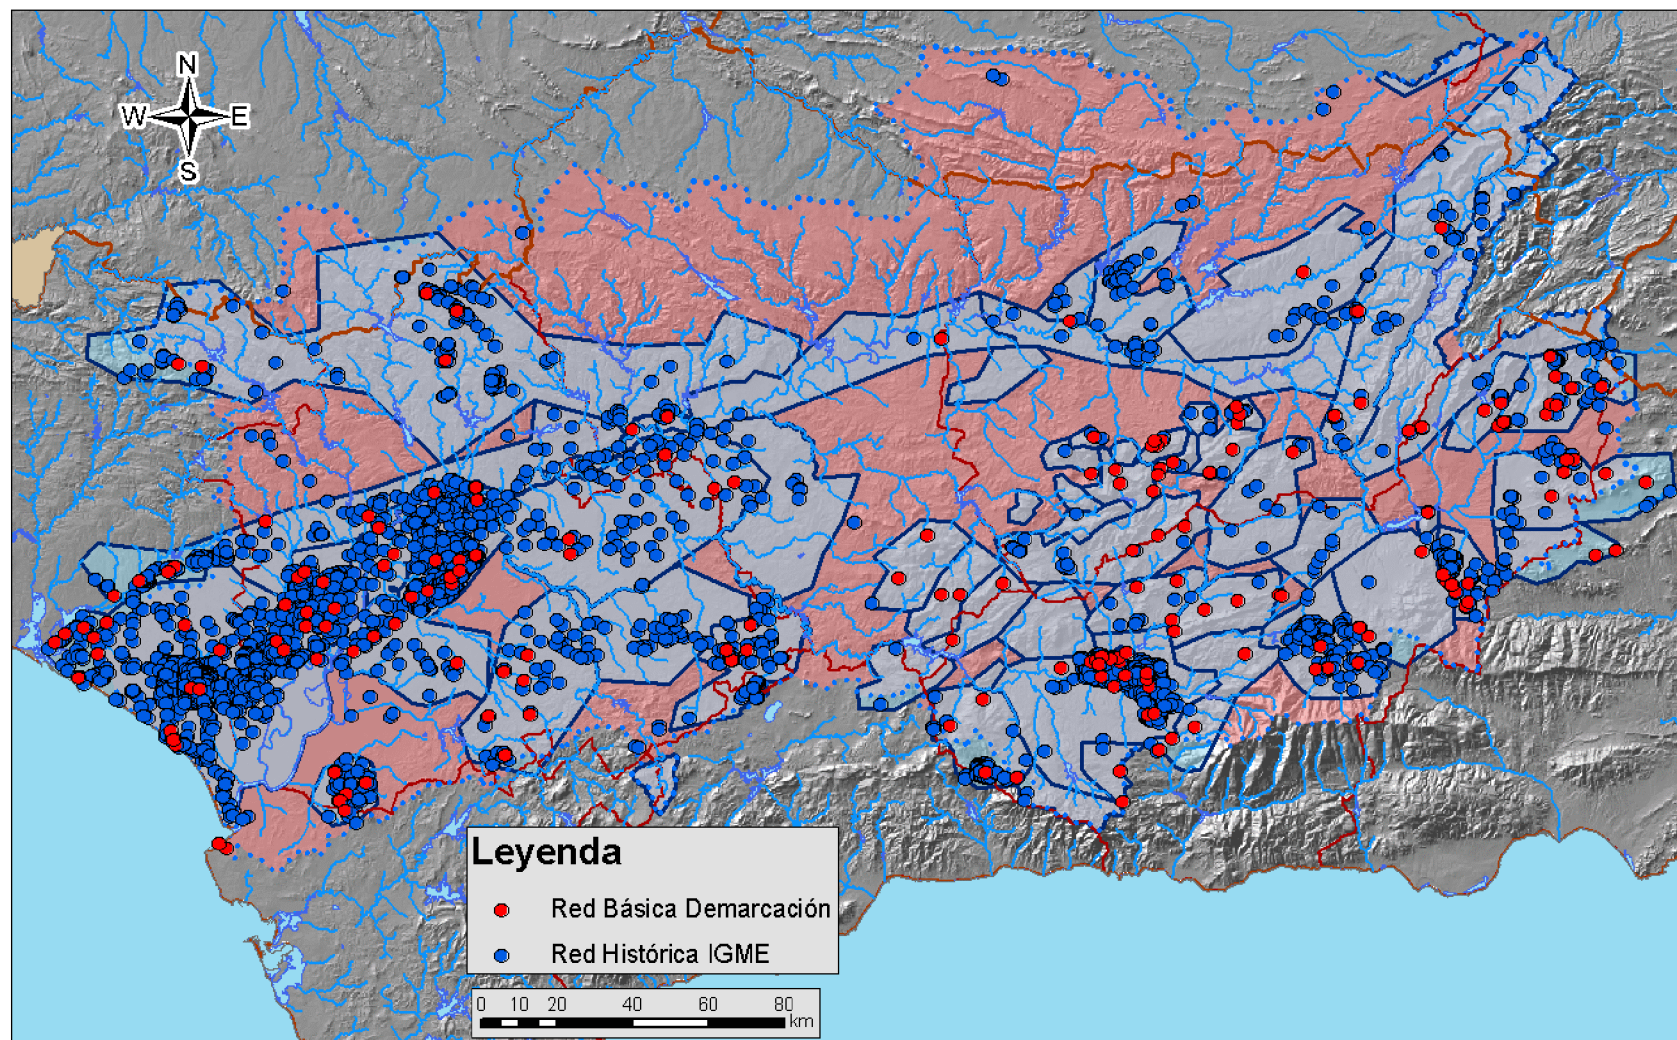 N
W E
S
Leyenda
Red Básica Demarcación
Red Histórica IGME
0 10 20 40 60 80
km